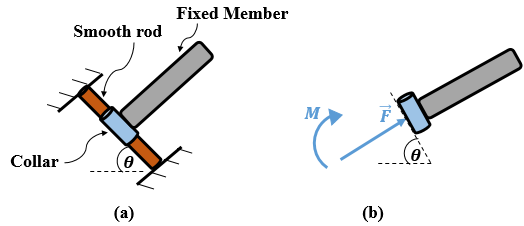 Fixed Member
Smooth rod
Collar
θ
(a)
M
F⃗
θ
(b)